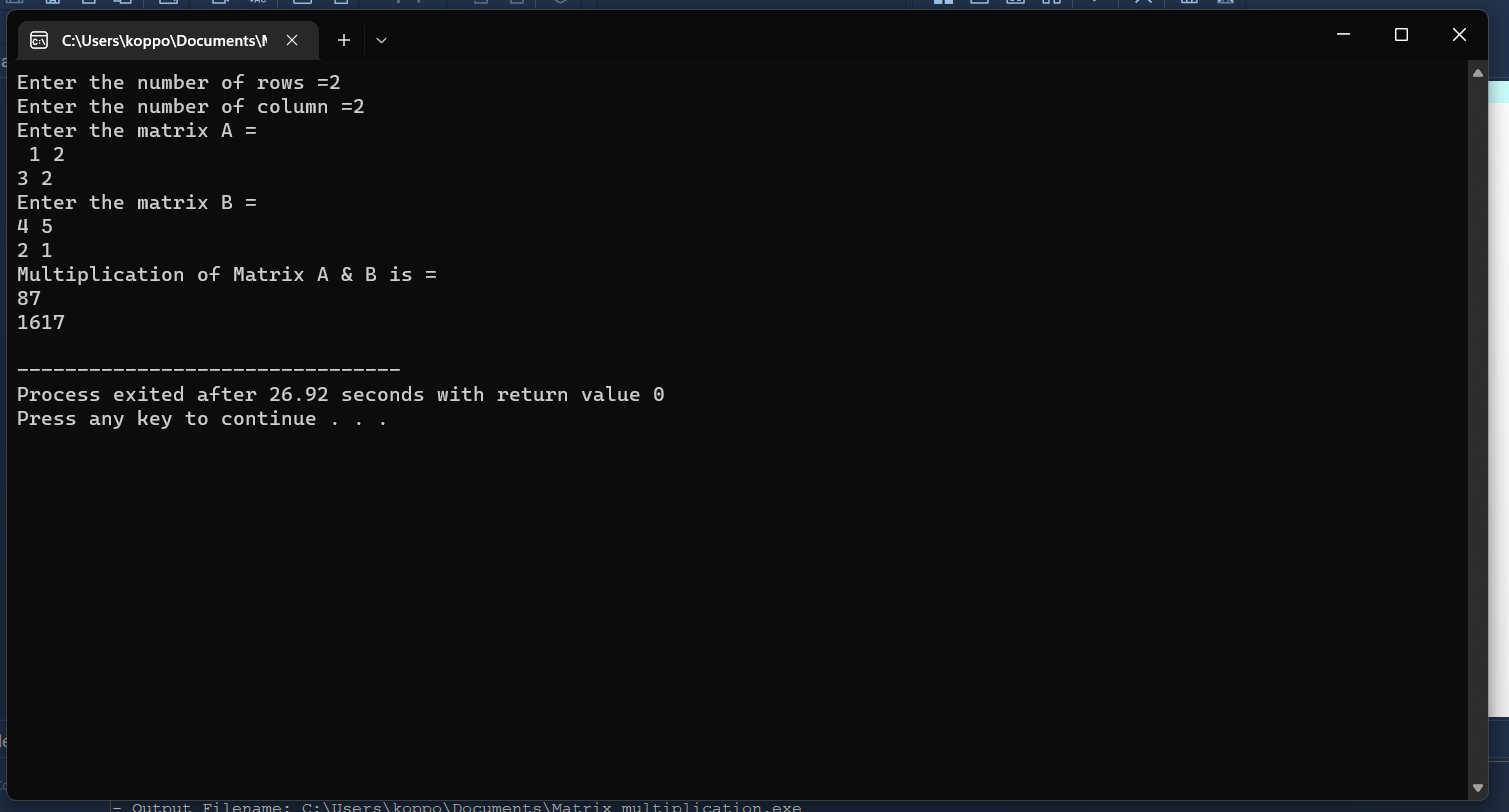 C:\Users\koppo\Documents\M
Enter the number of rows =2
Enter the number of column =2
Enter the matrix A =
 1 2
3 2
Enter the matrix B =
4 5
2 1
Multiplication of Matrix A & B is =
87
1617

--------------------------------
Process exited after 26.92 seconds with return value 0
Press any key to continue . . .
- Output Filename: C:\Users\koppo\Documents\Matrix multiplication.exe